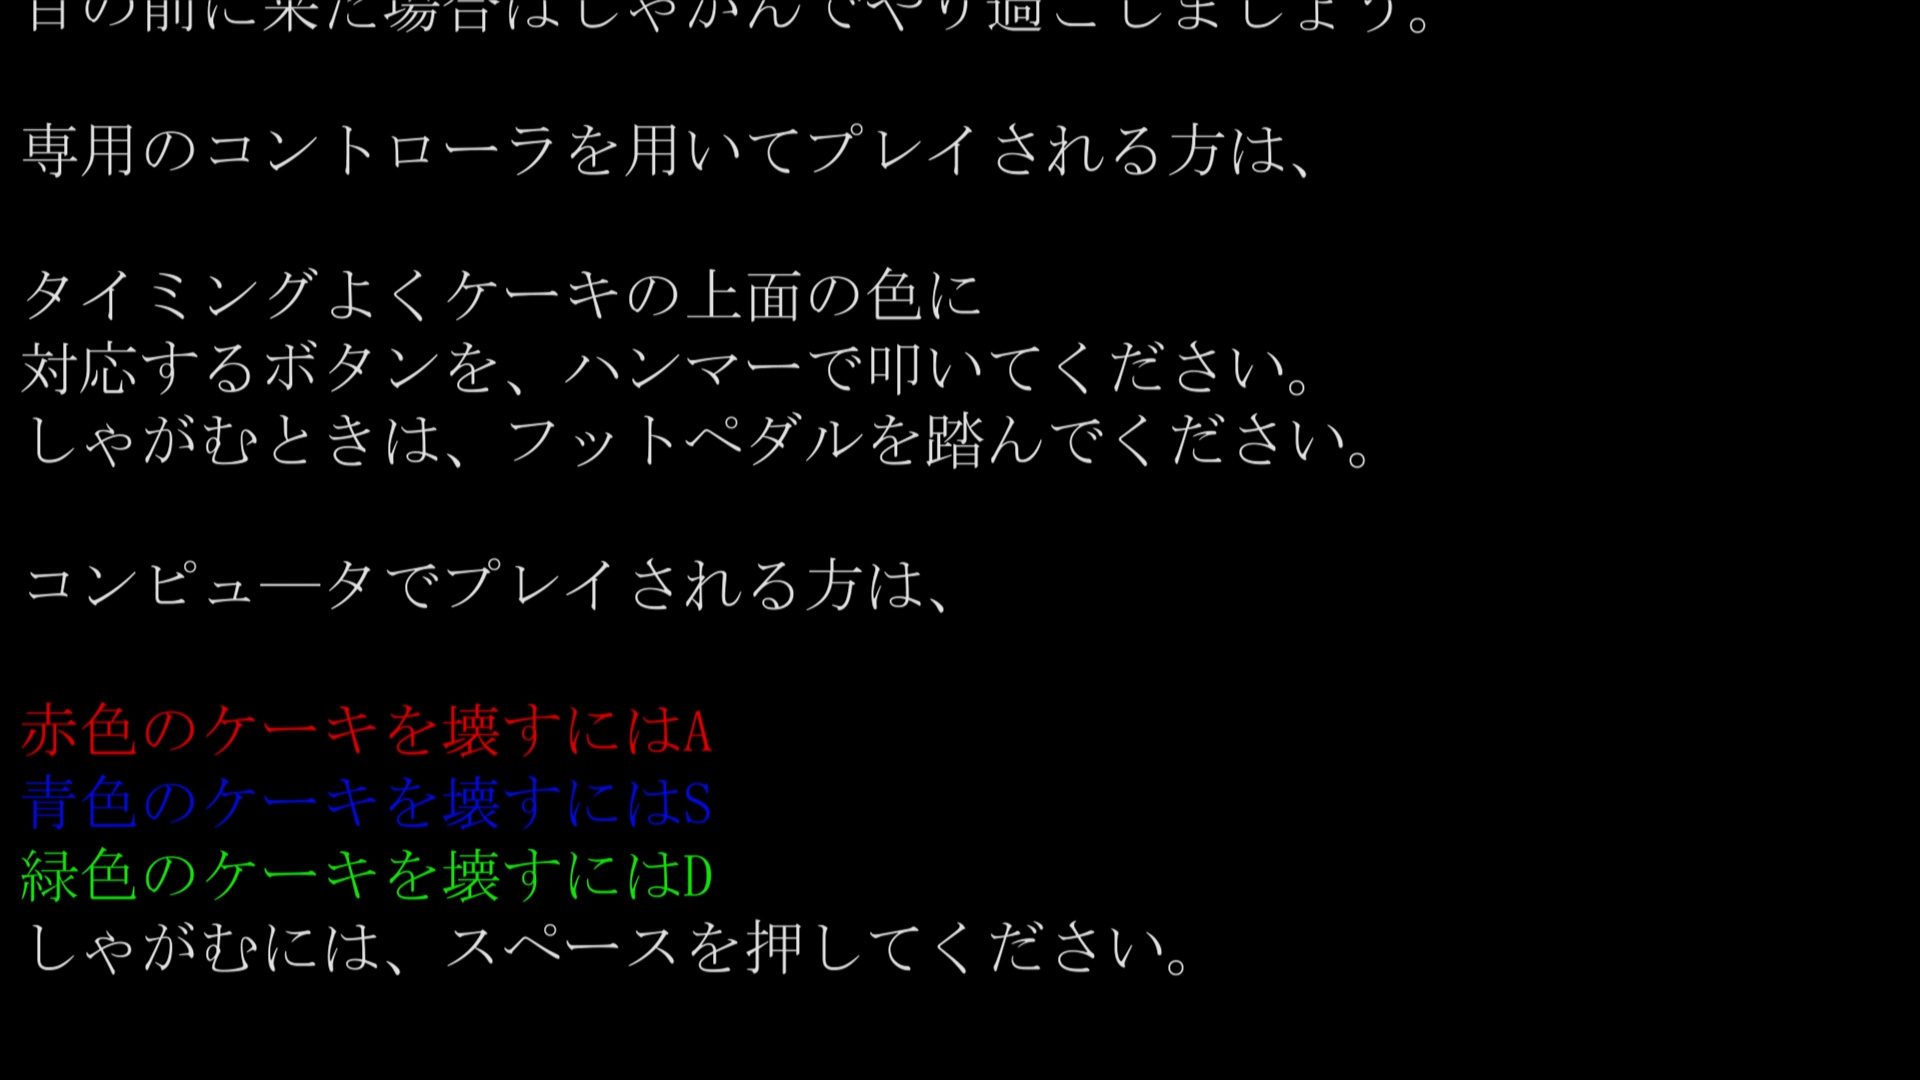 目の前に来た場合はしゃがんでやり過ごしましょう。
専用のコントローラを用いてプレイされる方は、
タイミングよくケーキの上面の色に
対応するボタンを、ハンマーで叩いてください。
しゃがむときは、フットペダルを踏んでください。
コンピュ―タでプレイされる方は、
赤色のケーキを壊すにはA
青色のケーキを壊すにはS
緑色のケーキを壊すにはD
しゃがむには、スペースを押してください。